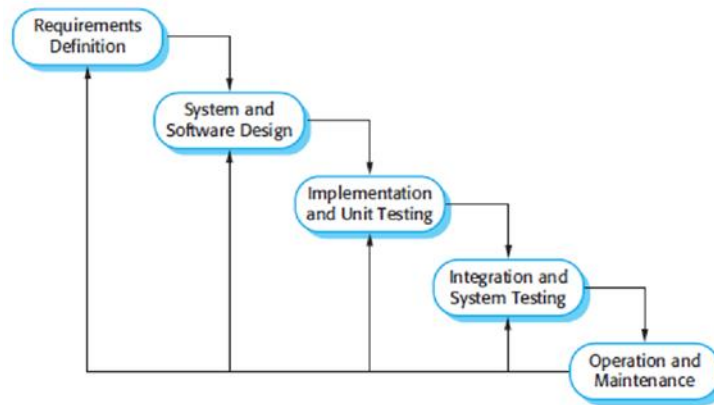 Requirements
Definition
System and
Software Design
Implementation
and Unit Testing
Integration and
System Testing
Operation and
Maintenance